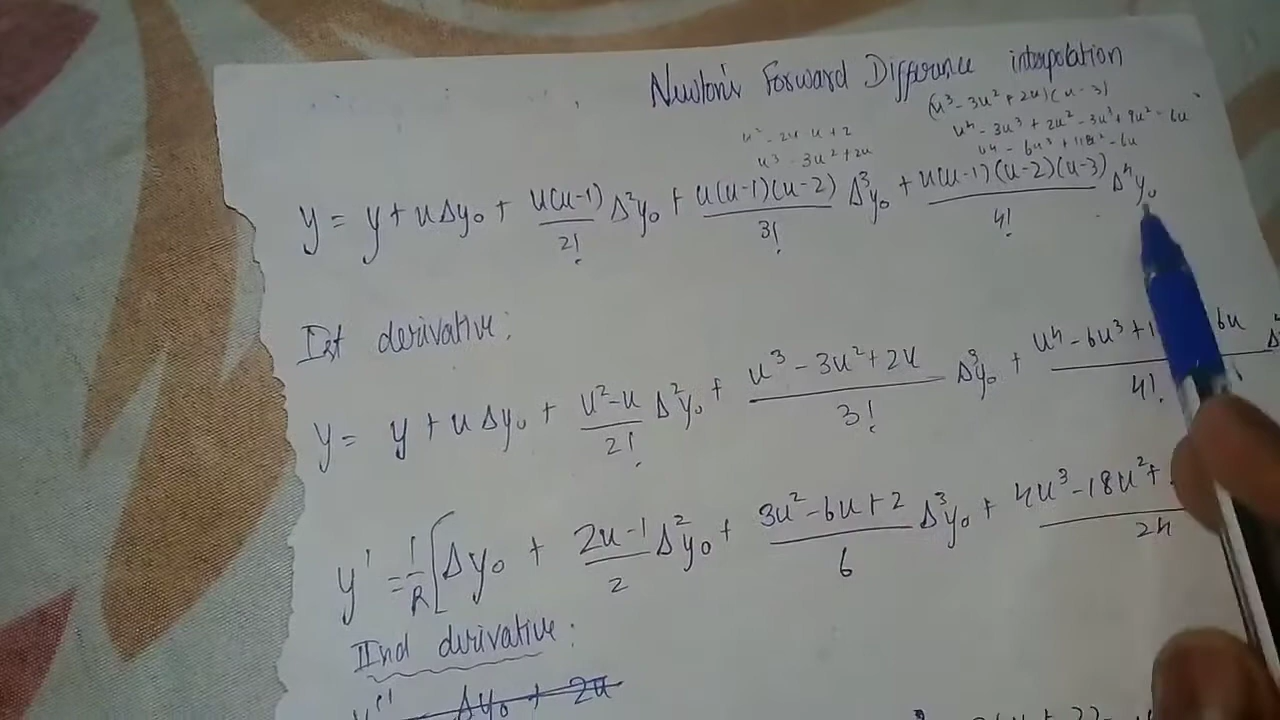 Newton's Forward Difference interpolation
(u³ - 3u² + 2u)(u - 3)
u² - 2u - u + 2
u⁴ - 3u³ + 2u² - 3u³ + 9u² - 6u
u³ - 3u² + 2u
u⁴ - 6u³ + 11u² - 6u
y = y + uΔy₀ + u(u-1)/2! Δ²y₀ + u(u-1)(u-2)/3! Δ³y₀ + u(u-1)(u-2)(u-3)/4! Δ⁴y₀
Ist derivative:
y = y + uΔy₀ + u²-u/2! Δ²y₀ + u³ - 3u² + 2u/3! Δ³y₀ + u⁴ - 6u³ + 1 6u/4! Δ
y' = 1/h [Δy₀ + 2u-1/2 Δ²y₀ + 3u² - 6u + 2/6 Δ³y₀ + 4u³ - 18u² + /24
IInd derivative:
y'' Δy₀ + 2u